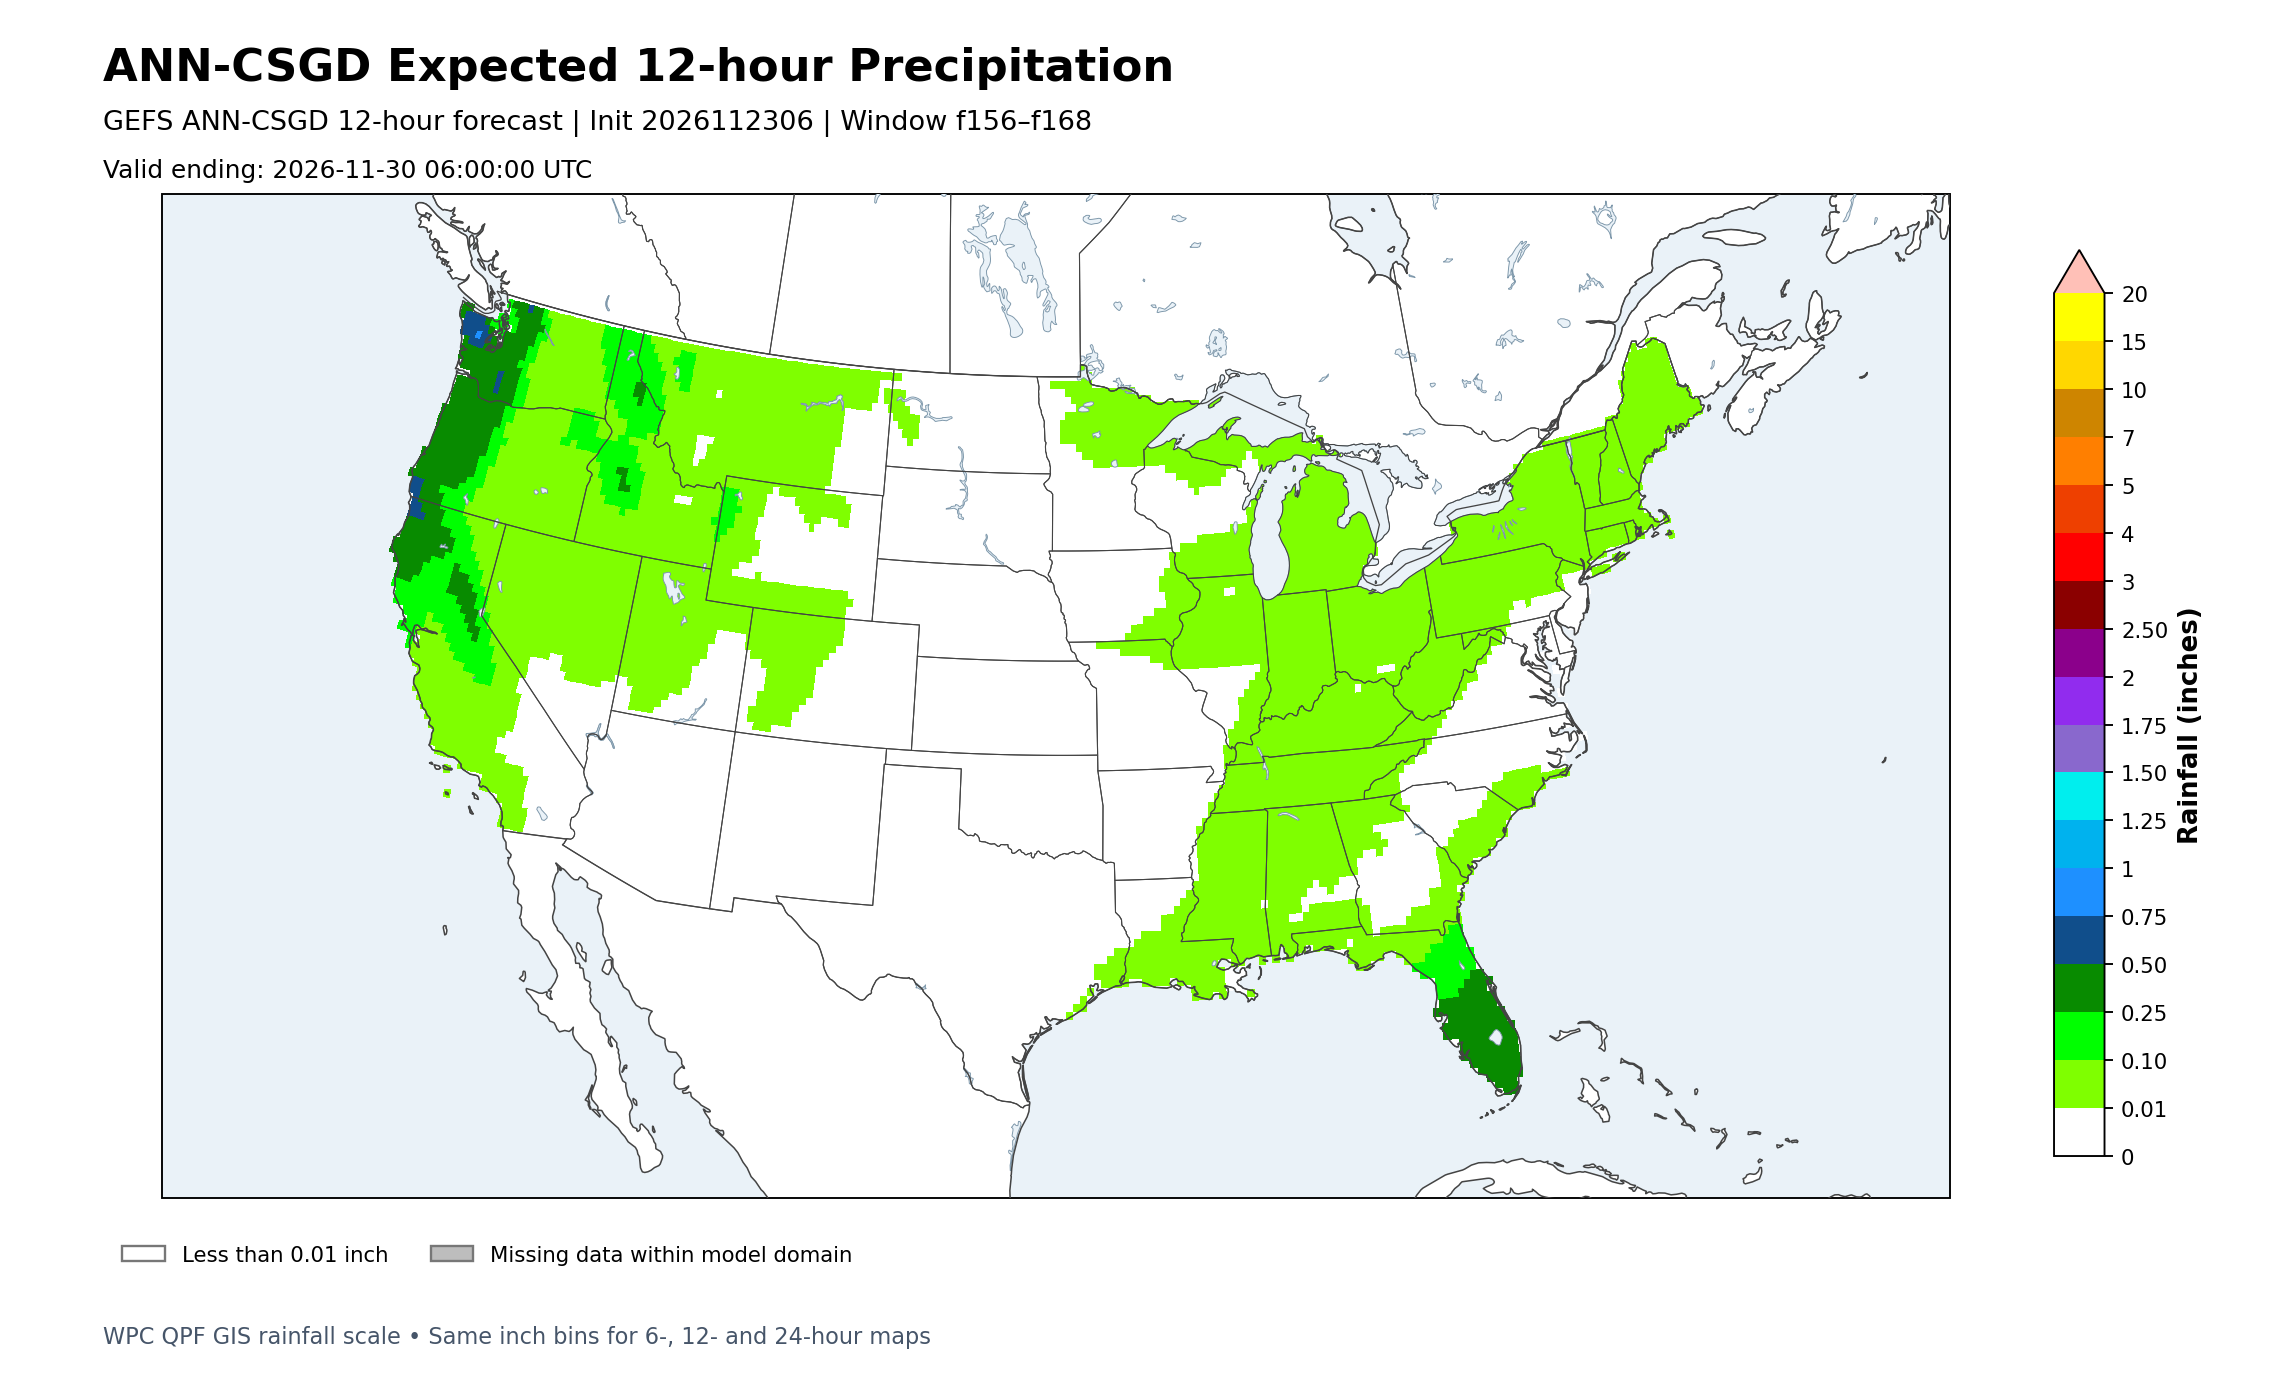 ANN-CSGD Expected 12-hour Precipitation
GEFS ANN-CSGD 12-hour forecast | Init 2026112306 | Window f156–f168
Valid ending: 2026-11-30 06:00:00 UTC
20
15
10
7
5
4
3
2.50
2
1.75
1.50
1.25
1
0.75
0.50
0.25
0.10
0.01
0
Rainfall (inches)
Less than 0.01 inch
Missing data within model domain
WPC QPF GIS rainfall scale • Same inch bins for 6-, 12- and 24-hour maps